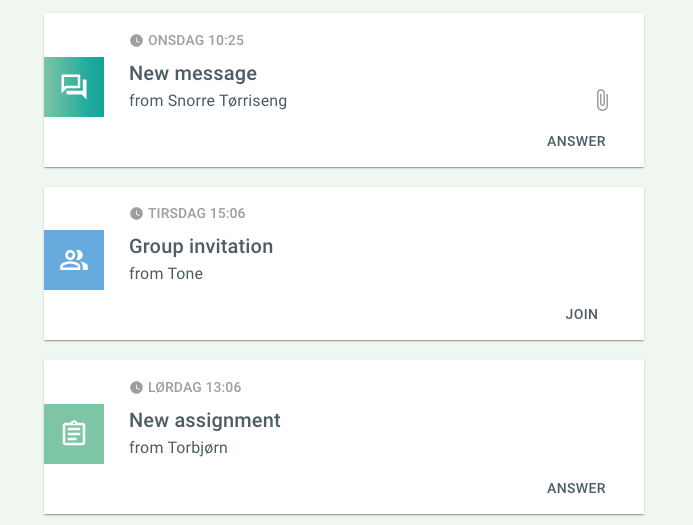 ONSDAG 10:25
New message
from Snorre Tørriseng
ANSWER
TIRSDAG 15:06
Group invitation
from Tone
JOIN
LØRDAG 13:06
New assignment
from Torbjørn
ANSWER